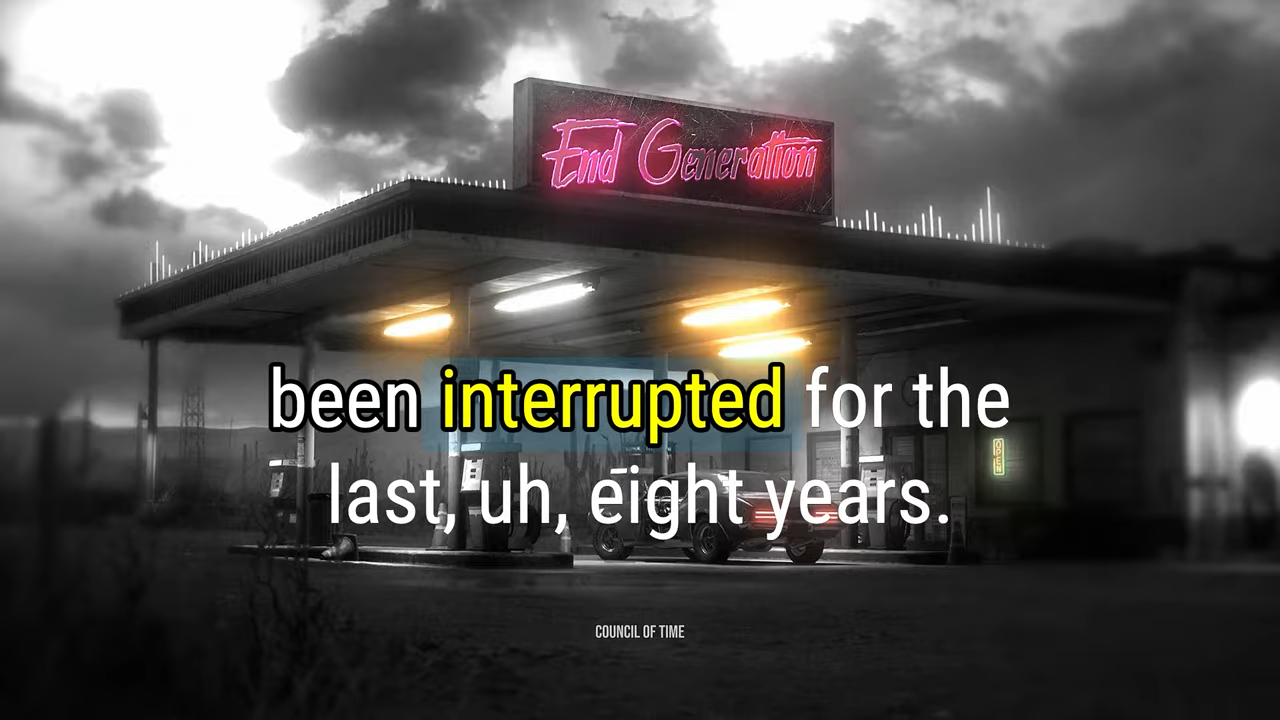 End Generation
been interrupted for the
last, uh, eight years.
OPEN
COUNCIL OF TIME